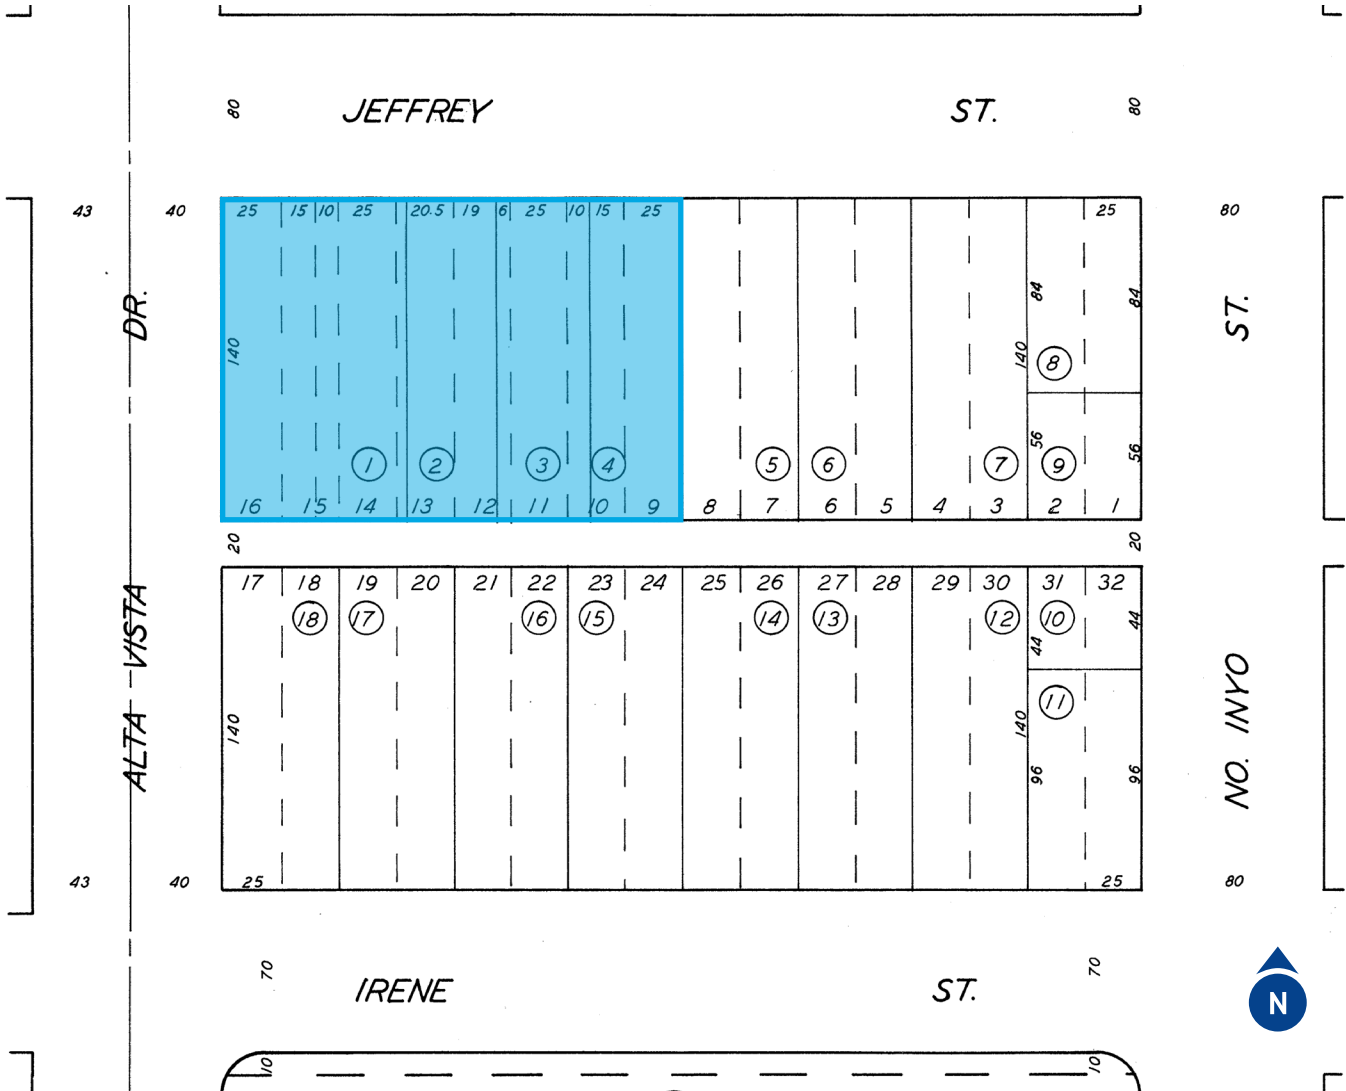 80 JEFFREY ST. 80
43 40 25 15 10 25 20.5 19 6 25 10 15 25 25 80
DR. ST.
84 84
140 140
8
1 2 3 4 5 6 7 9
56 56
16 15 14 13 12 11 10 9 8 7 6 5 4 3 2 1
20 20
17 18 19 20 21 22 23 24 25 26 27 28 29 30 31 32
18 17 16 15 14 13 12 10
44 44
ALTA VISTA NO. INYO
11
140 140
96 96
43 40 25 25 80
70 70
IRENE ST.
N
10 10